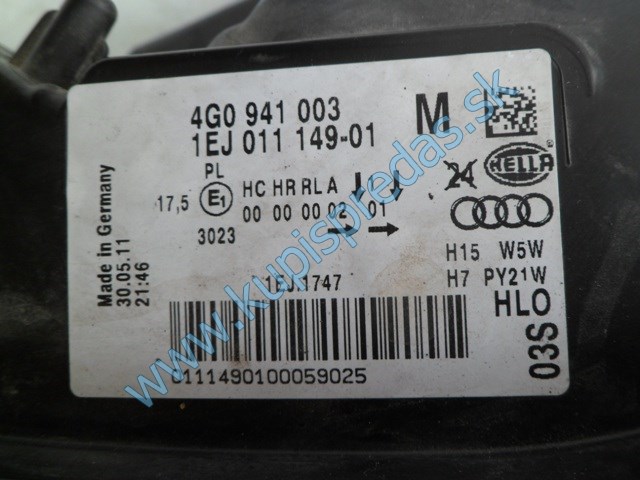 4G0 941 003 M
1EJ 011 149-01
HELLA
PL
17,5 E1 HC HR RL A
00 00 00 02 01
3023
24
Made in Germany
30.05.11
21:46
H15 W5W
H7 PY21W
1EJ 1747
HLO
03S
0111490100059025
www.kupispredas.sk